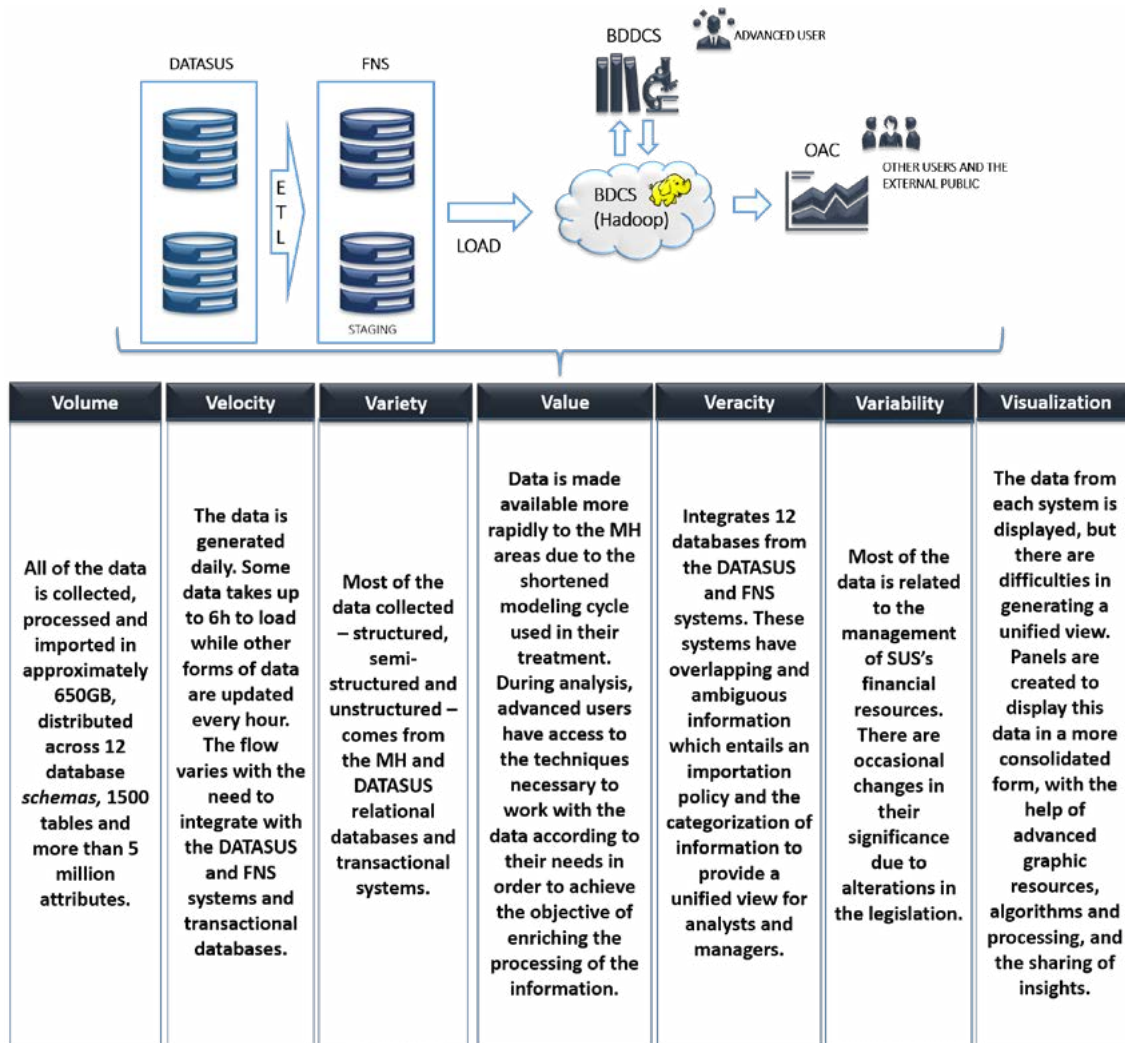 BDDCS
ADVANCED USER
DATASUS
FNS
OAC
OTHER USERS AND THE
EXTERNAL PUBLIC
E
T
L
BDCS
(Hadoop)
LOAD
STAGING
Volume
All of the data
is collected,
processed and
imported in
approximately
650GB,
distributed
across 12
database
schemas, 1500
tables and
more than 5
million
attributes.
Velocity
The data is
generated
daily. Some
data takes up
to 6h to load
while other
forms of data
are updated
every hour.
The flow
varies with the
need to
integrate with
the DATASUS
and FNS
systems and
transactional
databases.
Variety
Most of the
data collected
– structured,
semi-
structured and
unstructured –
comes from
the MH and
DATASUS
relational
databases and
transactional
systems.
Value
Data is made
available more
rapidly to the MH
areas due to the
shortened
modeling cycle
used in their
treatment.
During analysis,
advanced users
have access to
the techniques
necessary to
work with the
data according to
their needs in
order to achieve
the objective of
enriching the
processing of the
information.
Veracity
Integrates 12
databases from
the DATASUS
and FNS
systems. These
systems have
overlapping and
ambiguous
information
which entails an
importation
policy and the
categorization of
information to
provide a
unified view for
analysts and
managers.
Variability
Most of the
data is related
to the
management
of SUS's
financial
resources.
There are
occasional
changes in
their
significance
due to
alterations in
the legislation.
Visualization
The data from
each system is
displayed, but
there are
difficulties in
generating a
unified view.
Panels are
created to
display this
data in a more
consolidated
form, with the
help of
advanced
graphic
resources,
algorithms and
processing, and
the sharing of
insights.